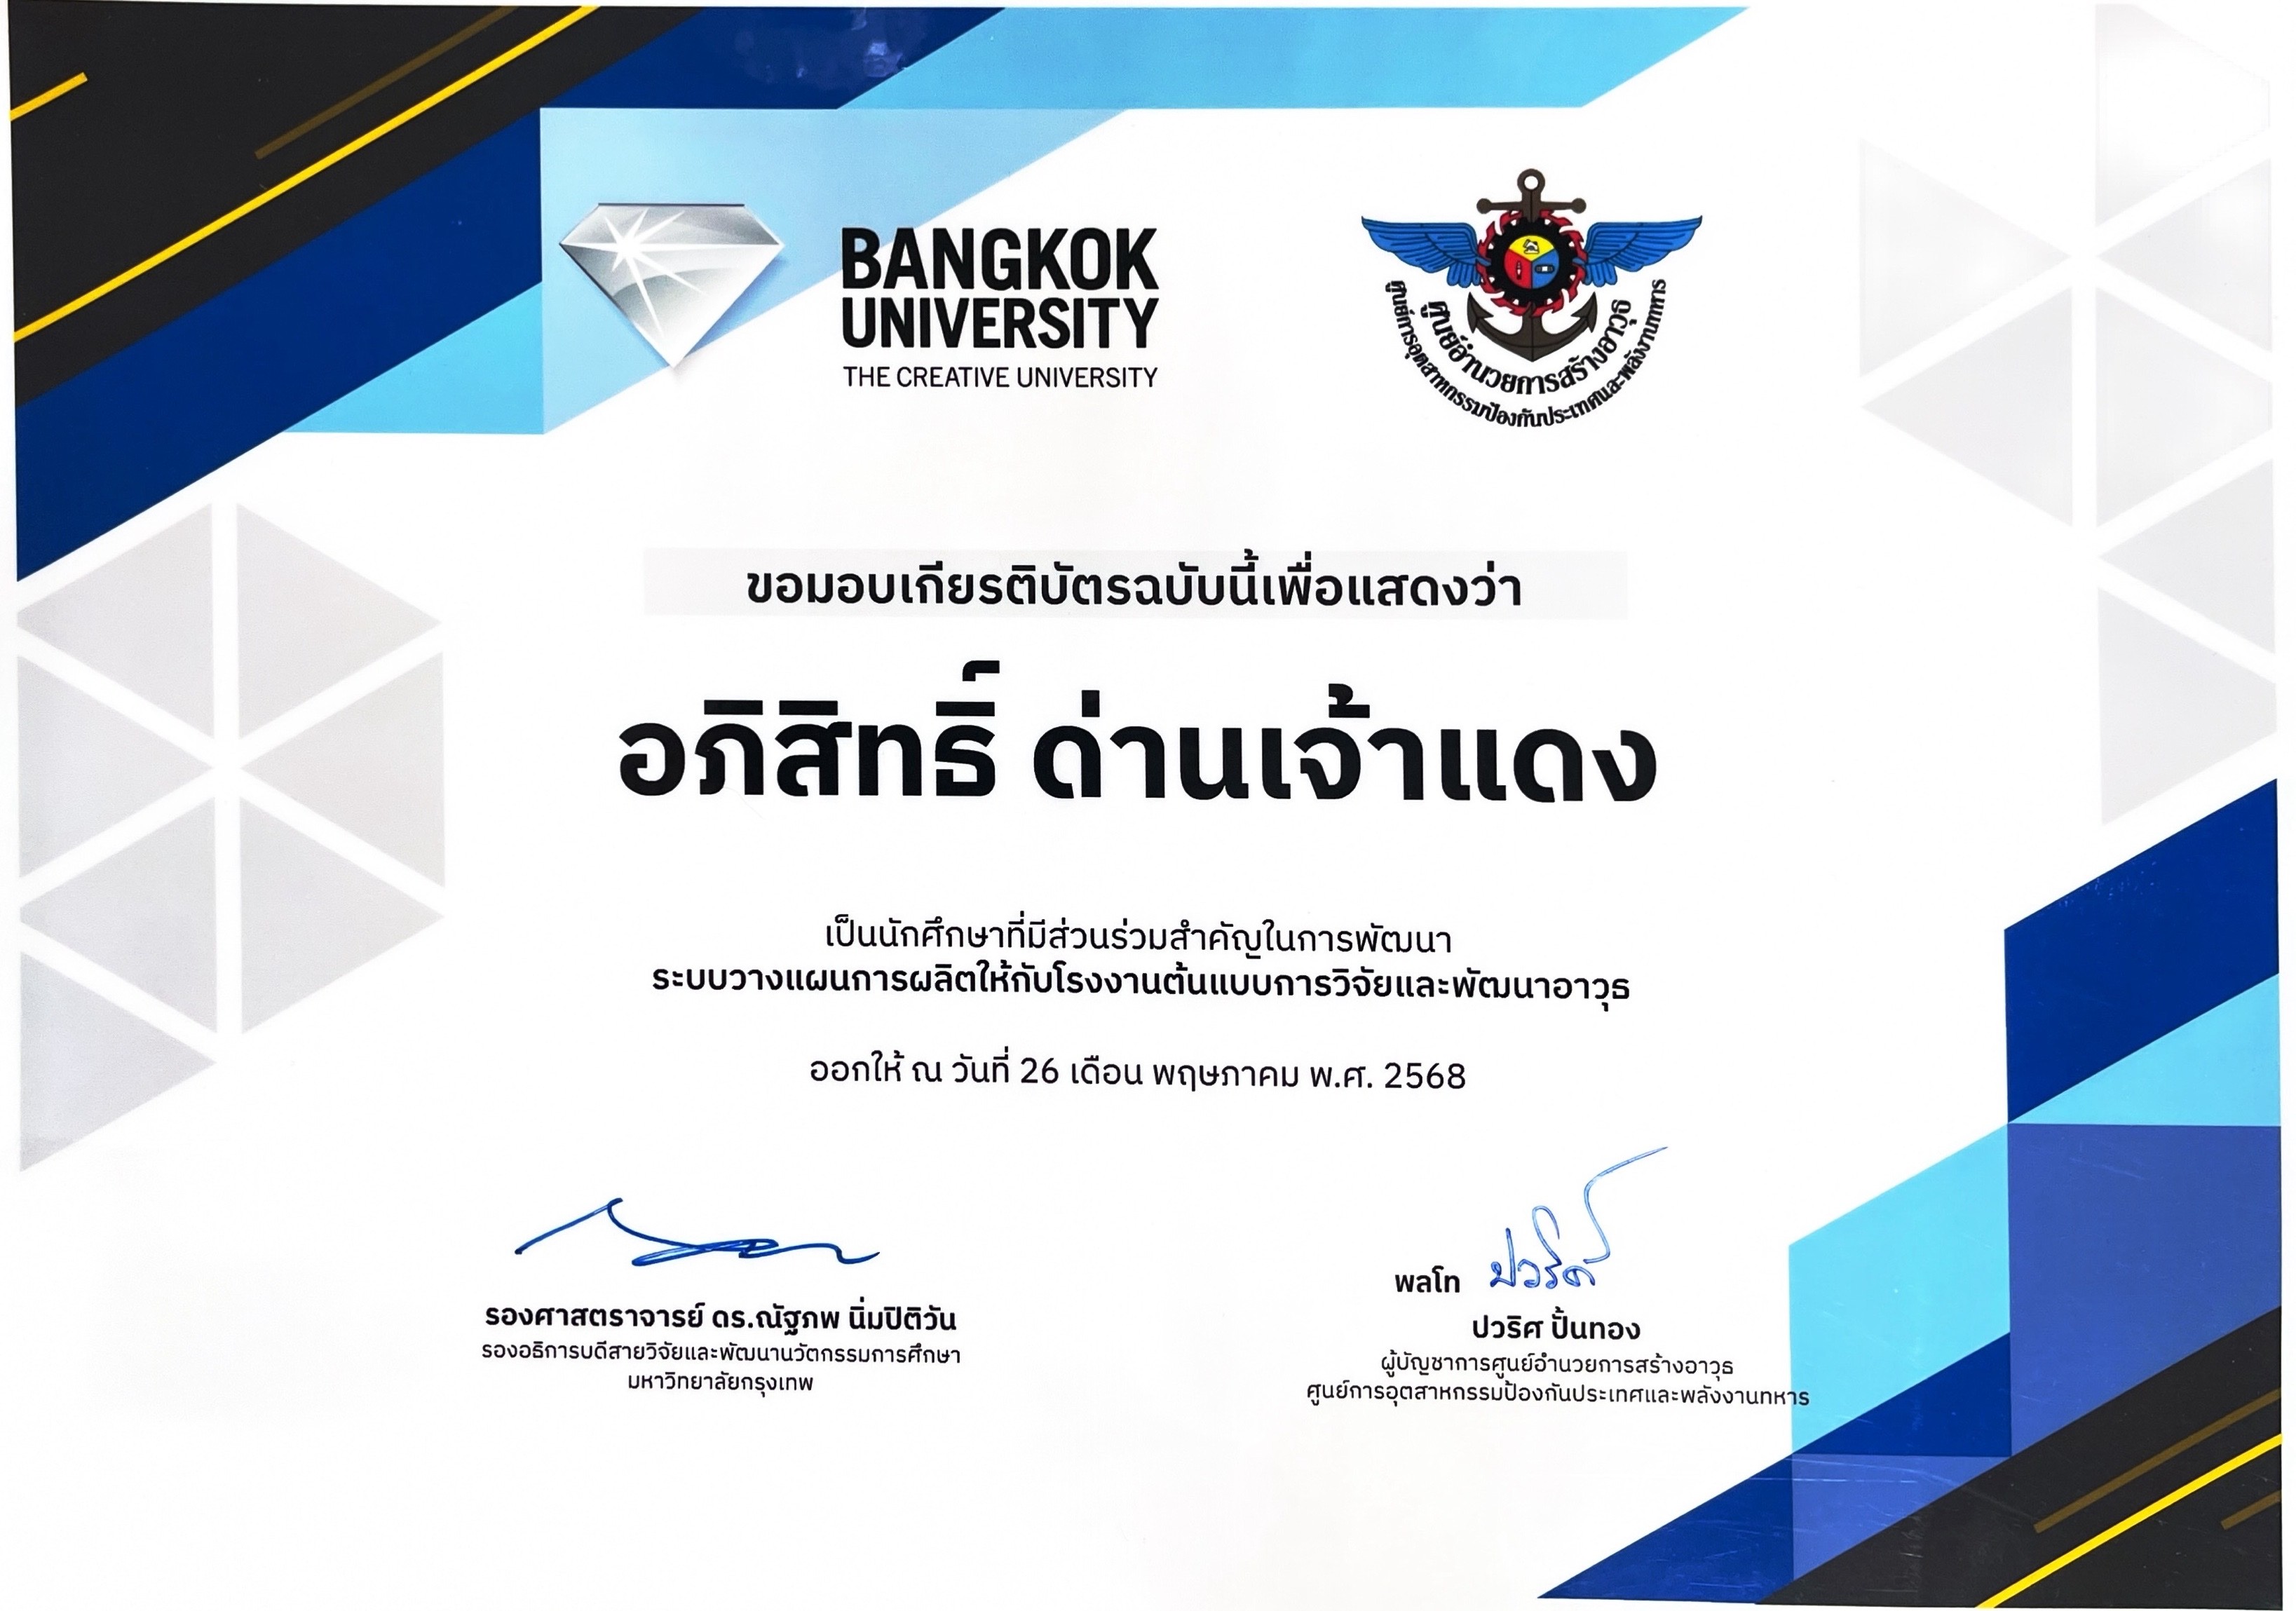 BANGKOK
UNIVERSITY
THE CREATIVE UNIVERSITY
ศูนย์อำนวยการสร้างอาวุธ
ศูนย์การอุตสาหกรรมป้องกันประเทศและพลังงานทหาร
ขอมอบเกียรติบัตรฉบับนี้เพื่อแสดงว่า
อภิสิทธิ์ ด่านเจ้าแดง
เป็นนักศึกษาที่มีส่วนร่วมสำคัญในการพัฒนา
ระบบวางแผนการผลิตให้กับโรงงานต้นแบบการวิจัยและพัฒนาอาวุธ
ออกให้ ณ วันที่ 26 เดือน พฤษภาคม พ.ศ. 2568
รองศาสตราจารย์ ดร.ณัฐภพ นิ่มปิติวัน
รองอธิการบดีสายวิจัยและพัฒนานวัตกรรมการศึกษา
มหาวิทยาลัยกรุงเทพ
พลโท ปวริศ
ปวริศ ปั้นทอง
ผู้บัญชาการศูนย์อำนวยการสร้างอาวุธ
ศูนย์การอุตสาหกรรมป้องกันประเทศและพลังงานทหาร